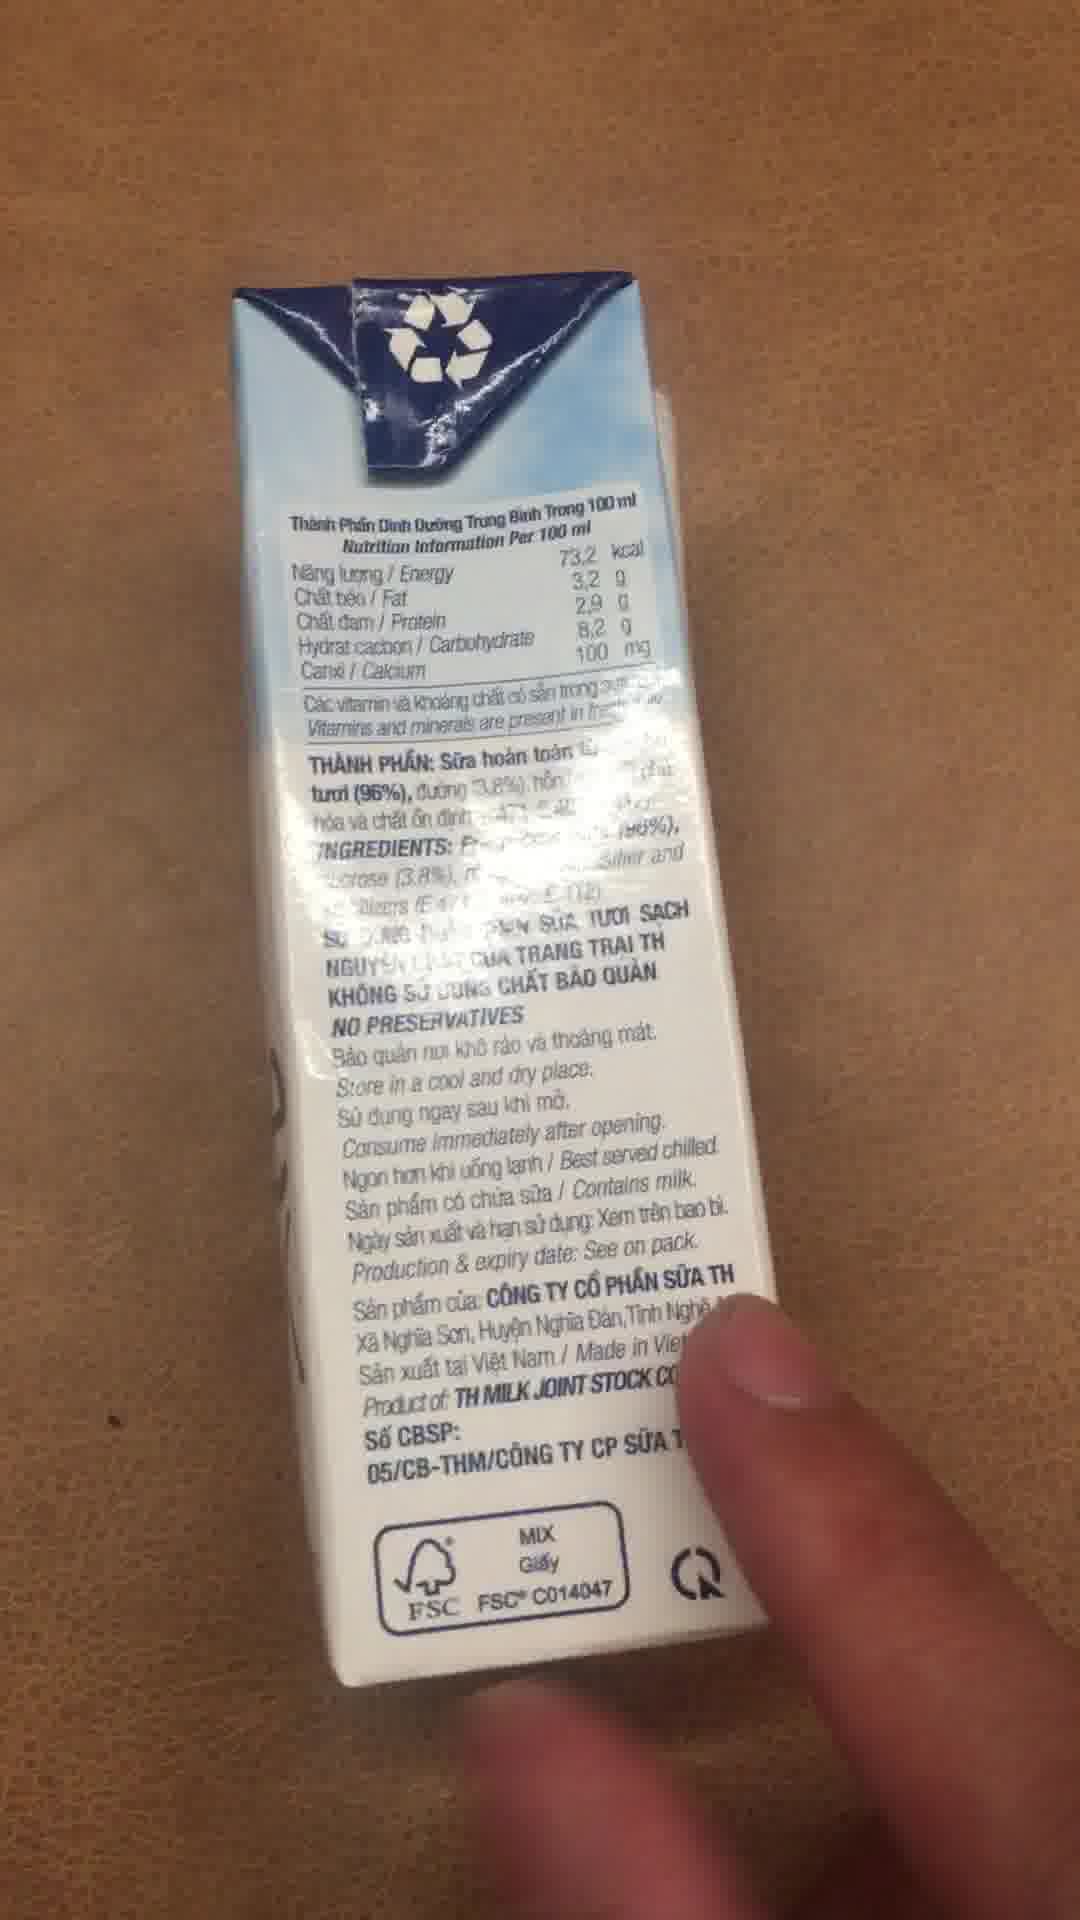 Thành Phần Dinh Dưỡng Trung Bình Trong 100 ml
Nutrition Information Per 100 ml
Năng lượng / Energy 73,2 kcal
Chất béo / Fat 3,2 g
Chất đạm / Protein 2,9 g
Hydrat cacbon / Carbohydrate 8,2 g
Canxi / Calcium 100 mg
Các vitamin và khoáng chất có sẵn trong
Vitamins and minerals are present in
THÀNH PHẦN: Sữa hoàn toàn
tươi (96%), đường (3,8%), hỗn
hóa và chất ổn định
INGREDIENTS: (96%),
sucrose (3.8%), and
SỮA TƯƠI SẠCH
CỦA TRANG TRẠI TH
KHÔNG SỬ DỤNG CHẤT BẢO QUẢN
NO PRESERVATIVES
Bảo quản nơi khô ráo và thoáng mát.
Store in a cool and dry place.
Sử dụng ngay sau khi mở.
Consume immediately after opening.
Ngon hơn khi uống lạnh / Best served chilled.
Sản phẩm có chứa sữa / Contains milk.
Ngày sản xuất và hạn sử dụng: Xem trên bao bì.
Production & expiry date: See on pack.
Sản phẩm của: CÔNG TY CỔ PHẦN SỮA TH
Xã Nghĩa Sơn, Huyện Nghĩa Đàn, Tỉnh Nghệ
Sản xuất tại Việt Nam / Made in Viet
Product of: TH MILK JOINT STOCK CO
Số CBSP:
05/CB-THM/CÔNG TY CP SỮA T
MIX
Giấy
FSC FSC® C014047